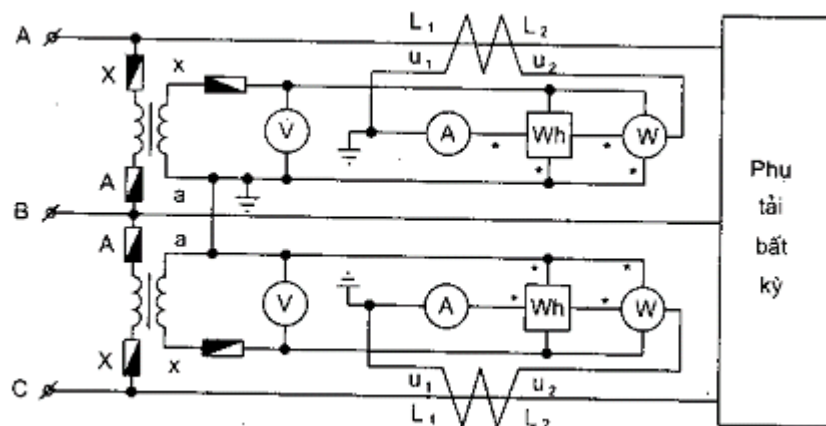 A
L₁
L₂
X
x
u₁
u₂
V
A
*
Wh
*
W
*
*
A
a
B
A
a
V
A
*
*
Wh
*
*
W
X
x
u₁
u₂
C
L₁
L₂
Phụ
tải
bất
kỳ